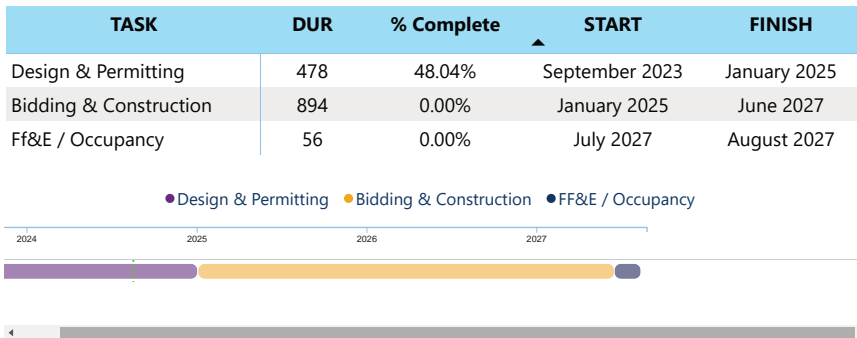 TASK DUR % Complete START FINISH
Design & Permitting 478 48.04% September 2023 January 2025
Bidding & Construction 894 0.00% January 2025 June 2027
Ff&E / Occupancy 56 0.00% July 2027 August 2027
Design & Permitting Bidding & Construction FF&E / Occupancy
2024 2025 2026 2027